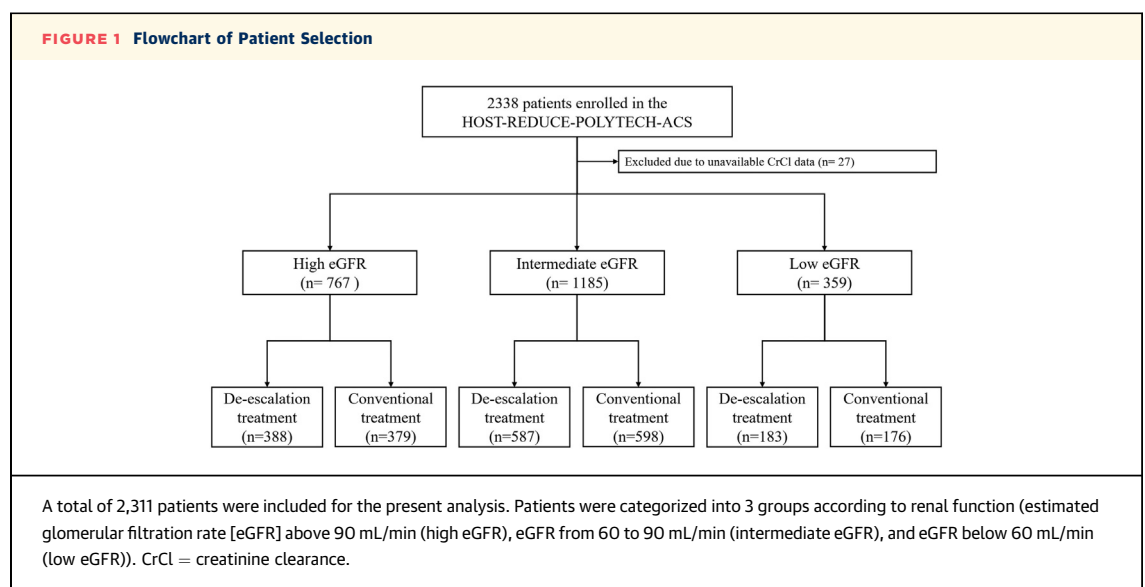 FIGURE 1 Flowchart of Patient Selection
2338 patients enrolled in the
HOST-REDUCE-POLYTECH-ACS
Excluded due to unavailable CrCl data (n= 27)
High eGFR
(n= 767 )
Intermediate eGFR
(n= 1185)
Low eGFR
(n= 359)
De-escalation
treatment
(n=388)
Conventional
treatment
(n=379)
De-escalation
treatment
(n=587)
Conventional
treatment
(n=598)
De-escalation
treatment
(n=183)
Conventional
treatment
(n=176)
A total of 2,311 patients were included for the present analysis. Patients were categorized into 3 groups according to renal function (estimated
glomerular filtration rate [eGFR] above 90 mL/min (high eGFR), eGFR from 60 to 90 mL/min (intermediate eGFR), and eGFR below 60 mL/min
(low eGFR)). CrCl = creatinine clearance.